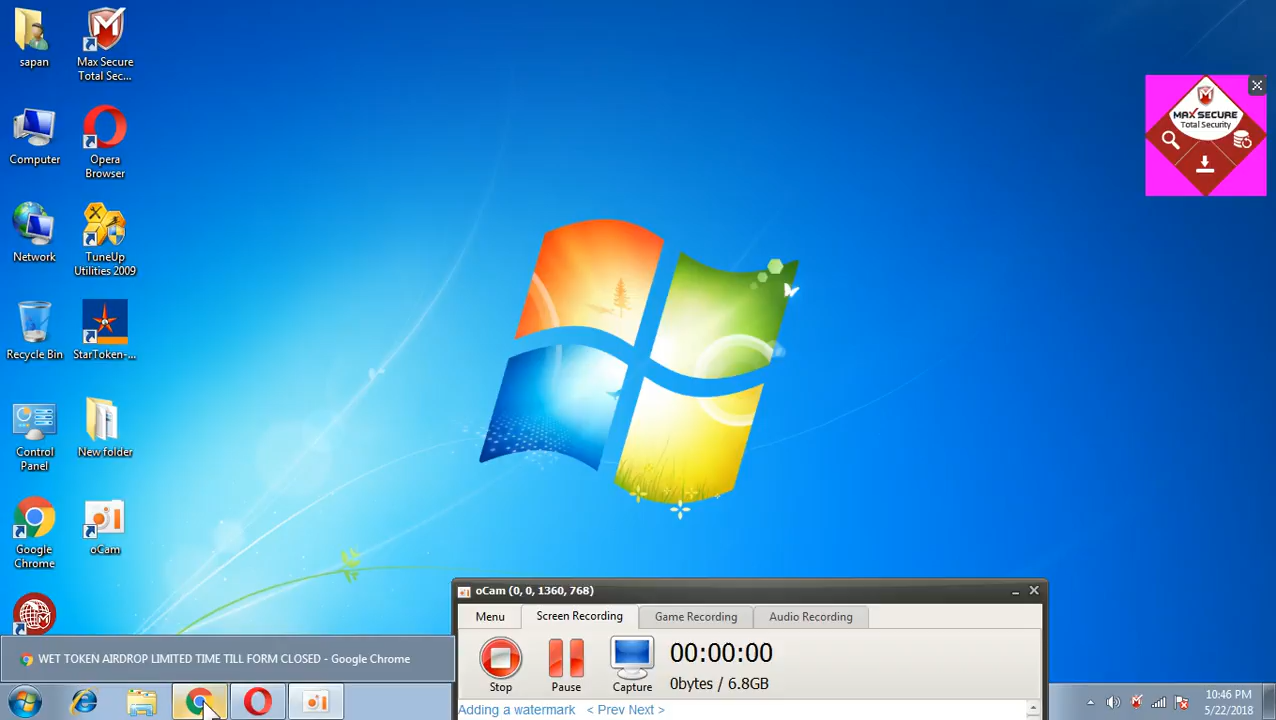 sapan
Max Secure
Total Sec...
MAX SECURE
Total Security
Computer
Opera
Browser
Network
TuneUp
Utilities 2009
Recycle Bin
StarToken-...
Control
Panel
New folder
Google
Chrome
oCam
oCam (0, 0, 1360, 768)
Menu
Screen Recording
Game Recording
Audio Recording
00:00:00
0bytes / 6.8GB
Stop
Pause
Capture
Adding a watermark
< Prev Next >
WET TOKEN AIRDROP LIMITED TIME TILL FORM CLOSED - Google Chrome
10:46 PM
5/22/2018